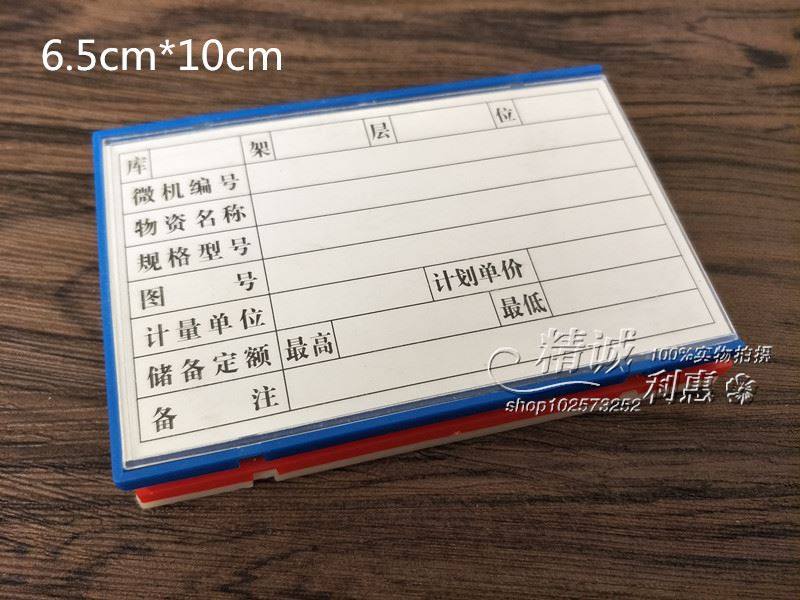 6.5cm*10cm
库 架 层 位
微机编号
物资名称
规格型号
图 号
计量单位 计划单价
储备定额 最高 最低
备 注
精诚
100%实物拍摄
利惠
shop102573252